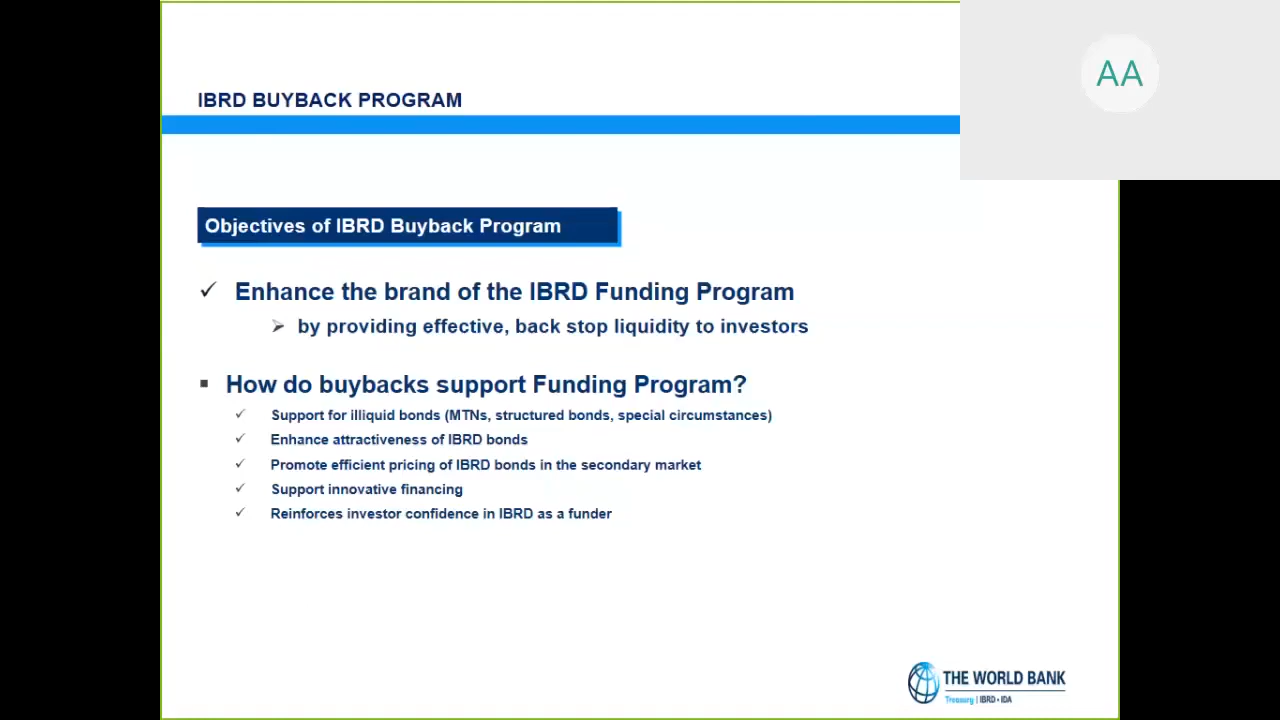 AA
IBRD BUYBACK PROGRAM
Objectives of IBRD Buyback Program
Enhance the brand of the IBRD Funding Program
by providing effective, back stop liquidity to investors
How do buybacks support Funding Program?
Support for illiquid bonds (MTNs, structured bonds, special circumstances)
Enhance attractiveness of IBRD bonds
Promote efficient pricing of IBRD bonds in the secondary market
Support innovative financing
Reinforces investor confidence in IBRD as a funder
THE WORLD BANK
Treasury | IBRD • IDA